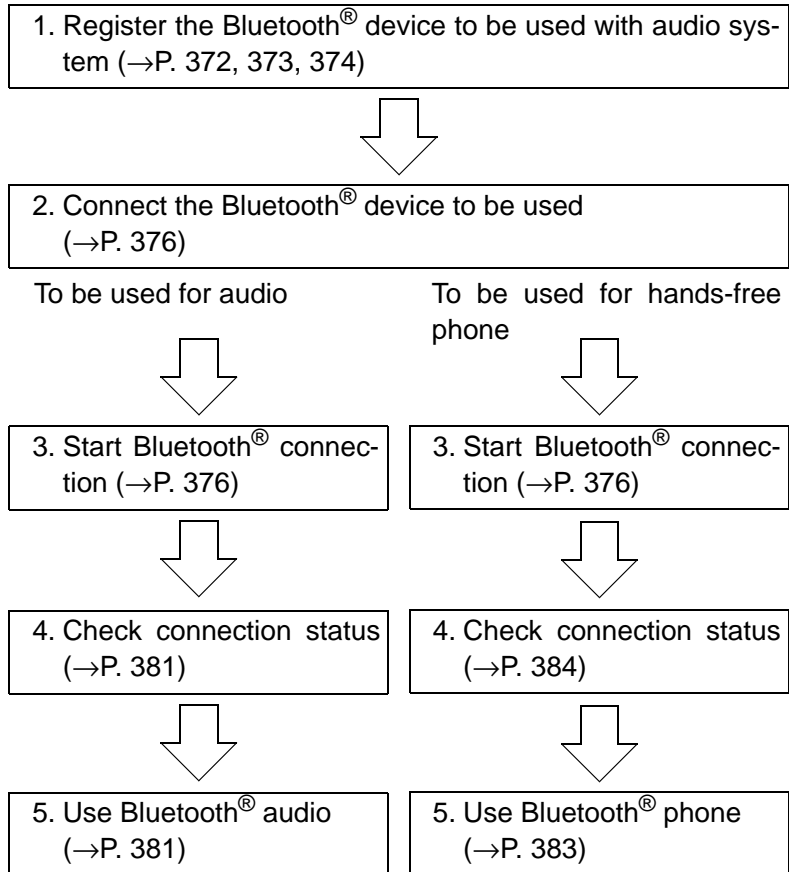 1. Register the Bluetooth® device to be used with audio sys-
tem (→P. 372, 373, 374)
2. Connect the Bluetooth® device to be used
(→P. 376)
To be used for audio
To be used for hands-free
phone
3. Start Bluetooth® connec-
tion (→P. 376)
3. Start Bluetooth® connec-
tion (→P. 376)
4. Check connection status
(→P. 381)
4. Check connection status
(→P. 384)
5. Use Bluetooth® audio
(→P. 381)
5. Use Bluetooth® phone
(→P. 383)